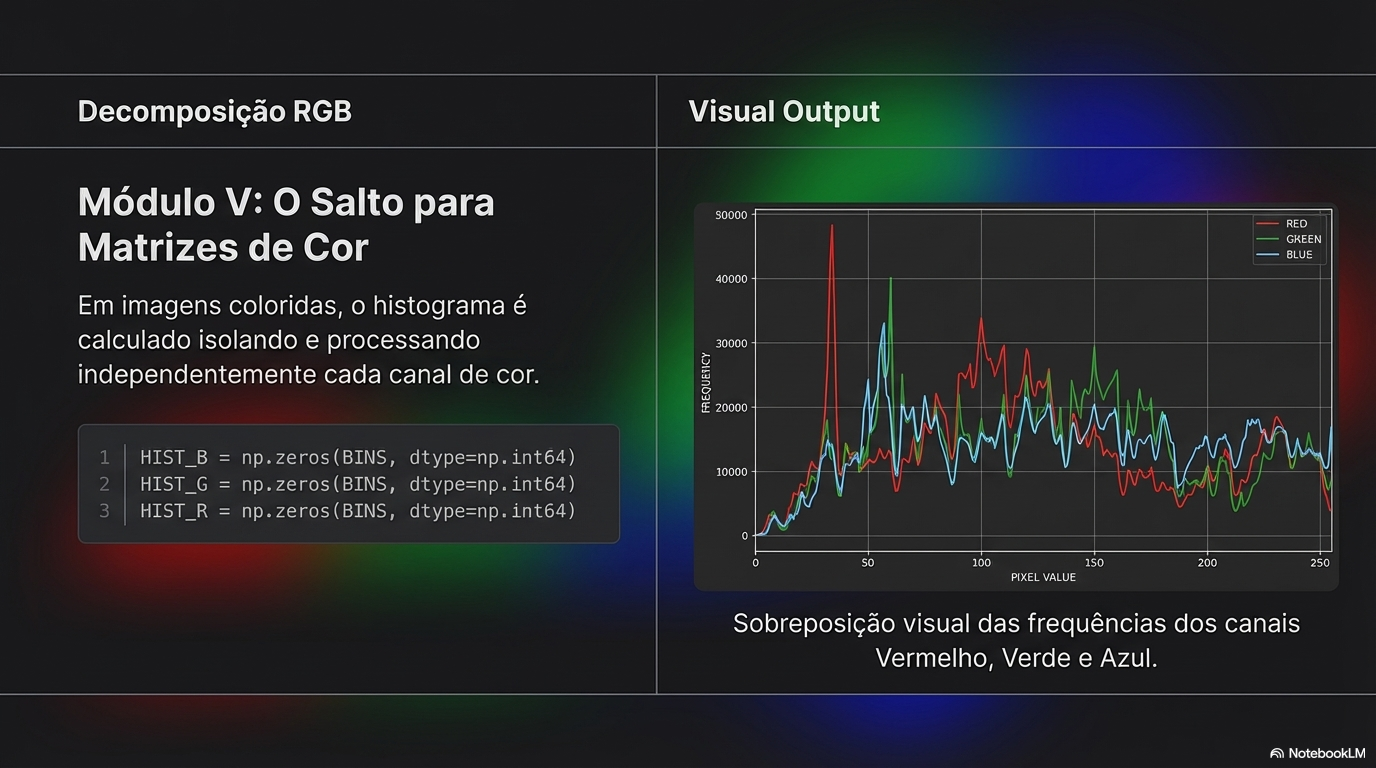 Decomposição RGB
Módulo V: O Salto para
Matrizes de Cor
Em imagens coloridas, o histograma é
calculado isolando e processando
independentemente cada canal de cor.
1 HIST_B = np.zeros(BINS, dtype=np.int64)
2 HIST_G = np.zeros(BINS, dtype=np.int64)
3 HIST_R = np.zeros(BINS, dtype=np.int64)
Visual Output
50000
40000
30000
20000
10000
0
FREQUETICY
RED
GKEEN
BLUE
0 50 100 150 200 250
PIXEL VALUE
Sobreposição visual das frequências dos canais
Vermelho, Verde e Azul.
NotebookLM